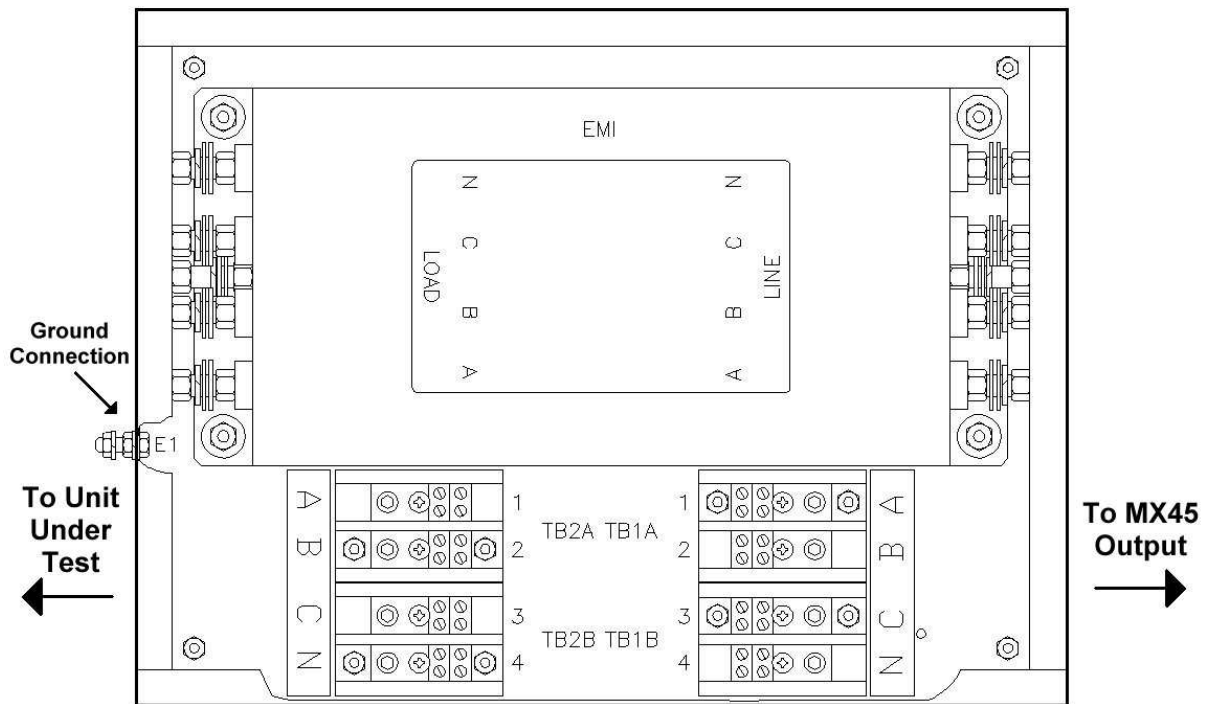 EMI
N
N
C
C
LOAD
LINE
B
B
A
A
Ground
Connection
E1
To Unit
Under
Test
A
B
C
N
1
2
3
4
TB2A TB1A
TB2B TB1B
1
2
3
4
A
B
C
N
To MX45
Output